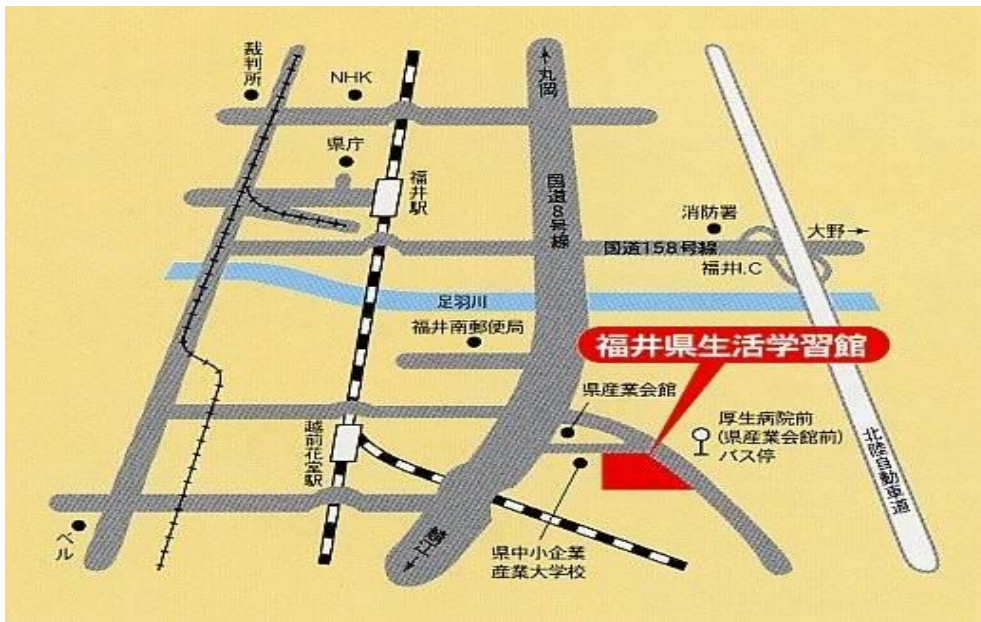 裁判所
NHK
↑丸岡
県庁
福井駅
国道8号線
消防署
国道158号線
大野→
福井I.C
足羽川
福井南郵便局
福井県生活学習館
県産業会館
厚生病院前
(県産業会館前)
バス停
北陸自動車道
越前花堂駅
ベル
県中小企業
産業大学校